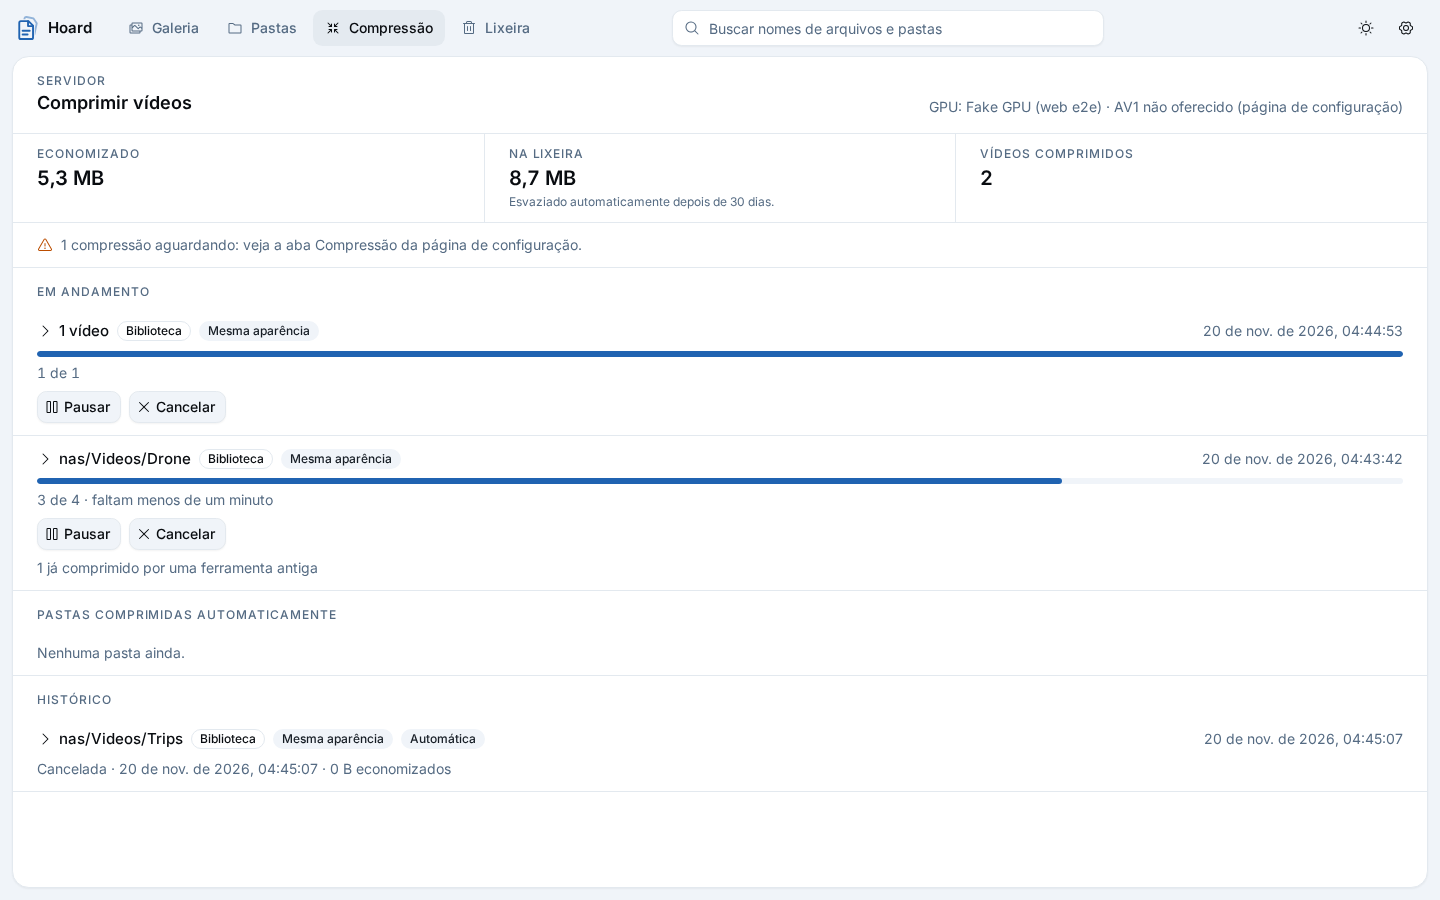 Hoard
Galeria
Pastas
Compressão
Lixeira
Buscar nomes de arquivos e pastas
SERVIDOR
Comprimir vídeos
GPU: Fake GPU (web e2e) · AV1 não oferecido (página de configuração)
ECONOMIZADO
5,3 MB
NA LIXEIRA
8,7 MB
Esvaziado automaticamente depois de 30 dias.
VÍDEOS COMPRIMIDOS
2
1 compressão aguardando: veja a aba Compressão da página de configuração.
EM ANDAMENTO
1 vídeo Biblioteca Mesma aparência 20 de nov. de 2026, 04:44:53
1 de 1
Pausar Cancelar
nas/Videos/Drone Biblioteca Mesma aparência 20 de nov. de 2026, 04:43:42
3 de 4 · faltam menos de um minuto
Pausar Cancelar
1 já comprimido por uma ferramenta antiga
PASTAS COMPRIMIDAS AUTOMATICAMENTE
Nenhuma pasta ainda.
HISTÓRICO
nas/Videos/Trips Biblioteca Mesma aparência Automática 20 de nov. de 2026, 04:45:07
Cancelada · 20 de nov. de 2026, 04:45:07 · 0 B economizados